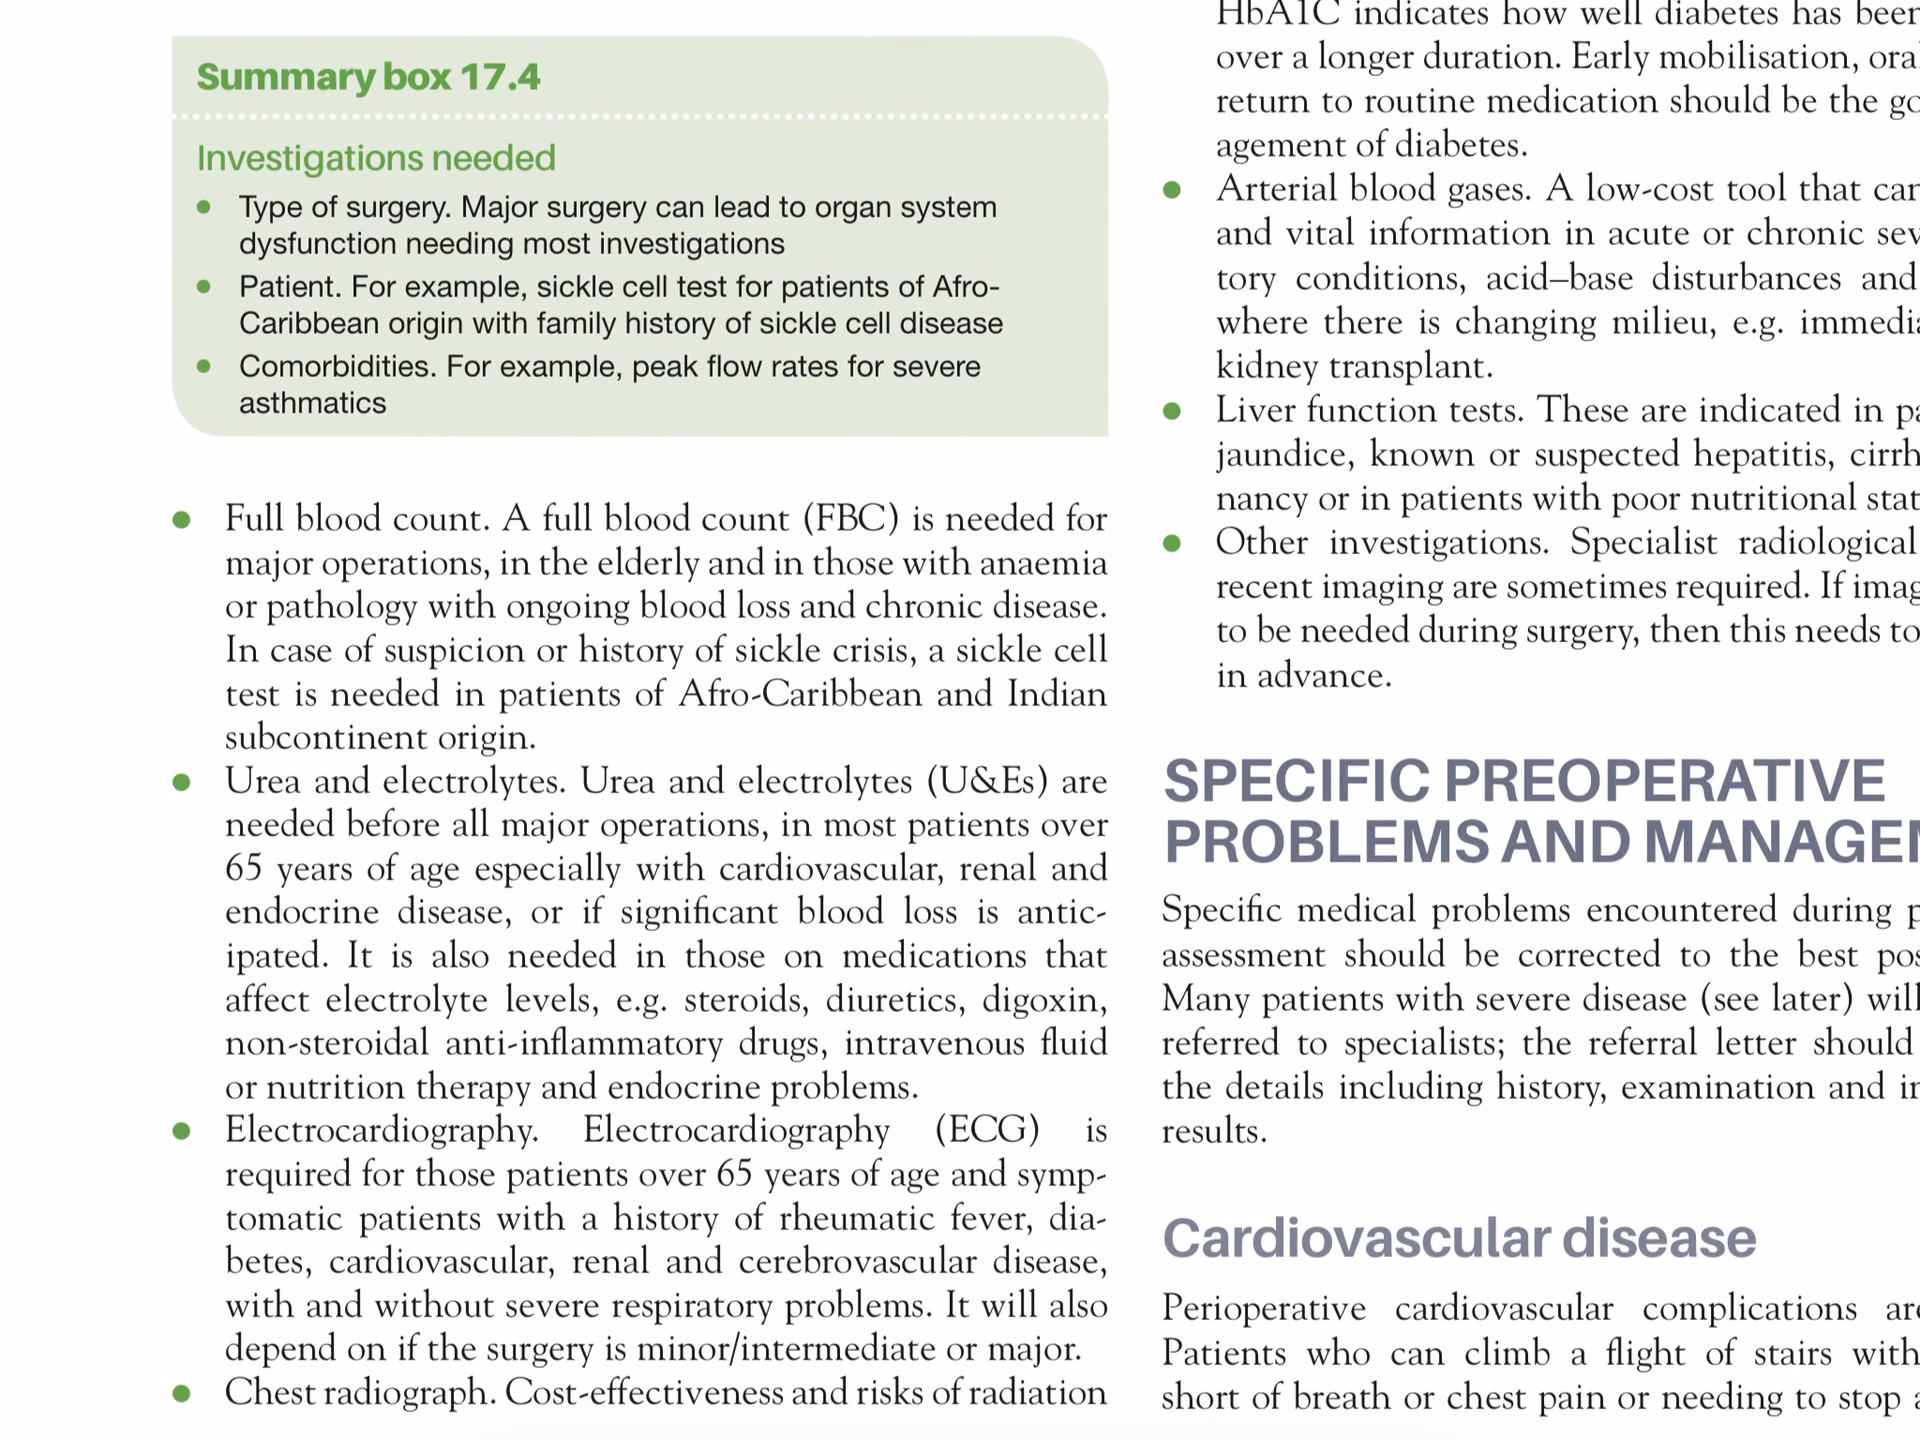 Summary box 17.4
Investigations needed
• Type of surgery. Major surgery can lead to organ system
dysfunction needing most investigations
• Patient. For example, sickle cell test for patients of Afro-
Caribbean origin with family history of sickle cell disease
• Comorbidities. For example, peak flow rates for severe
asthmatics
• Full blood count. A full blood count (FBC) is needed for
major operations, in the elderly and in those with anaemia
or pathology with ongoing blood loss and chronic disease.
In case of suspicion or history of sickle crisis, a sickle cell
test is needed in patients of Afro-Caribbean and Indian
subcontinent origin.
• Urea and electrolytes. Urea and electrolytes (U&Es) are
needed before all major operations, in most patients over
65 years of age especially with cardiovascular, renal and
endocrine disease, or if significant blood loss is antic-
ipated. It is also needed in those on medications that
affect electrolyte levels, e.g. steroids, diuretics, digoxin,
non-steroidal anti-inflammatory drugs, intravenous fluid
or nutrition therapy and endocrine problems.
• Electrocardiography. Electrocardiography (ECG) is
required for those patients over 65 years of age and symp-
tomatic patients with a history of rheumatic fever, dia-
betes, cardiovascular, renal and cerebrovascular disease,
with and without severe respiratory problems. It will also
depend on if the surgery is minor/intermediate or major.
• Chest radiograph. Cost-effectiveness and risks of radiation
HbA1C indicates how well diabetes has been
over a longer duration. Early mobilisation, ora
return to routine medication should be the go
agement of diabetes.
• Arterial blood gases. A low-cost tool that can
and vital information in acute or chronic sev
tory conditions, acid–base disturbances and
where there is changing milieu, e.g. immedia
kidney transplant.
• Liver function tests. These are indicated in pa
jaundice, known or suspected hepatitis, cirrh
nancy or in patients with poor nutritional stat
• Other investigations. Specialist radiological
recent imaging are sometimes required. If imag
to be needed during surgery, then this needs to
in advance.
SPECIFIC PREOPERATIVE
PROBLEMS AND MANAGEM
Specific medical problems encountered during p
assessment should be corrected to the best pos
Many patients with severe disease (see later) will
referred to specialists; the referral letter should
the details including history, examination and in
results.
Cardiovascular disease
Perioperative cardiovascular complications are
Patients who can climb a flight of stairs with
short of breath or chest pain or needing to stop a